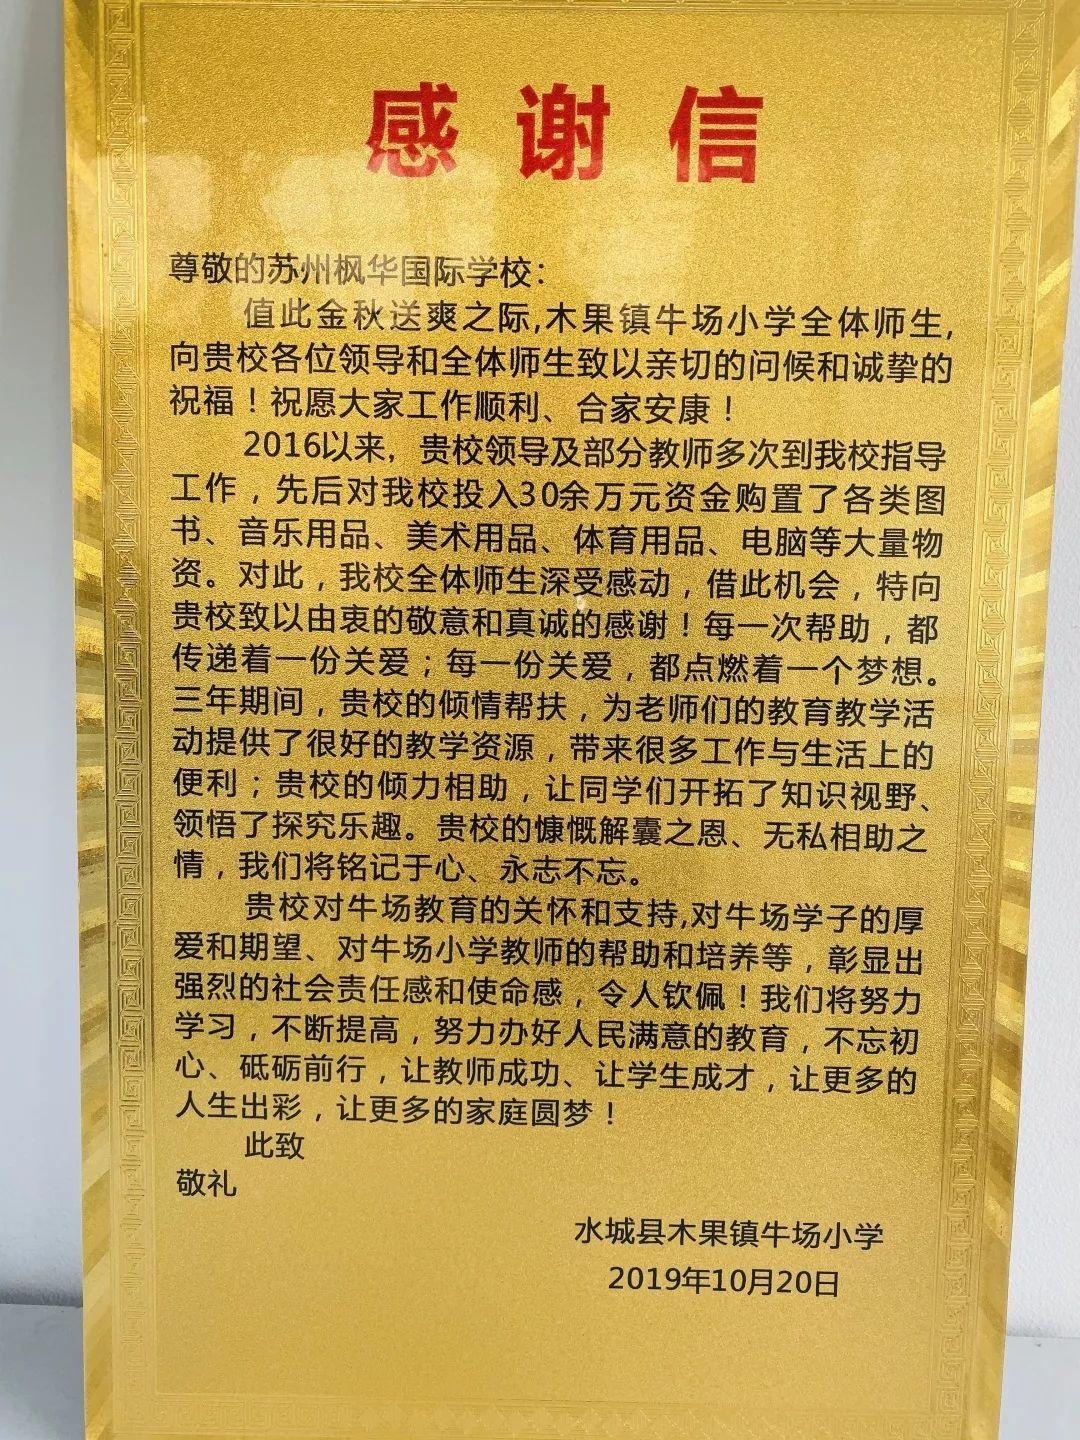 感谢信
尊敬的苏州枫华国际学校：
值此金秋送爽之际,木果镇牛场小学全体师生,
向贵校各位领导和全体师生致以亲切的问候和诚挚的
祝福！祝愿大家工作顺利、合家安康！
2016以来，贵校领导及部分教师多次到我校指导
工作，先后对我校投入30余万元资金购置了各类图
书、音乐用品、美术用品、体育用品、电脑等大量物
资。对此，我校全体师生深受感动，借此机会，特向
贵校致以由衷的敬意和真诚的感谢！每一次帮助，都
传递着一份关爱；每一份关爱，都点燃着一个梦想。
三年期间，贵校的倾情帮扶，为老师们的教育教学活
动提供了很好的教学资源，带来很多工作与生活上的
便利；贵校的倾力相助，让同学们开拓了知识视野、
领悟了探究乐趣。贵校的慷慨解囊之恩、无私相助之
情，我们将铭记于心、永志不忘。
贵校对牛场教育的关怀和支持,对牛场学子的厚
爱和期望、对牛场小学教师的帮助和培养等，彰显出
强烈的社会责任感和使命感，令人钦佩！我们将努力
学习，不断提高，努力办好人民满意的教育，不忘初
心、砥砺前行，让教师成功、让学生成才，让更多的
人生出彩，让更多的家庭圆梦！
此致
敬礼
水城县木果镇牛场小学
2019年10月20日